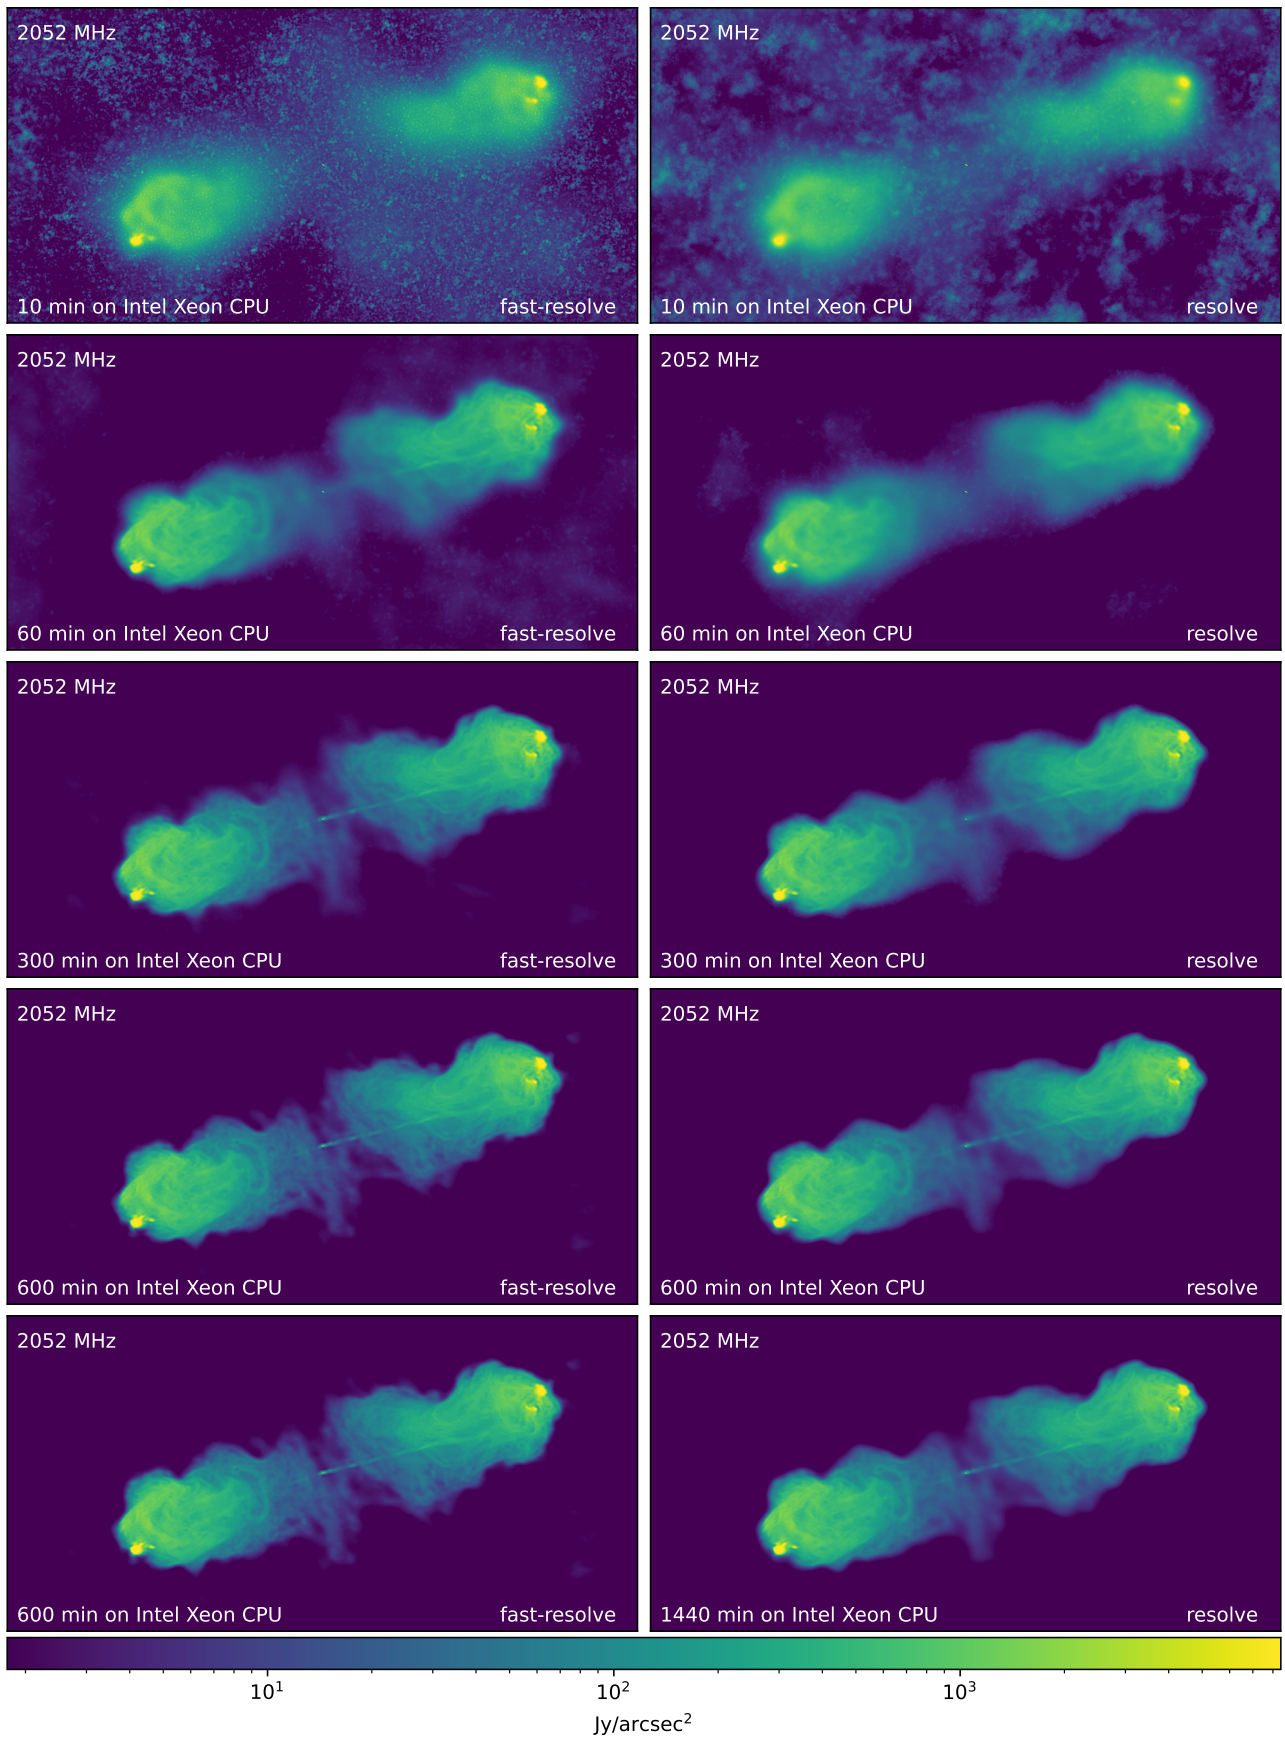 2052 MHz
10 min on Intel Xeon CPU fast-resolve
2052 MHz
10 min on Intel Xeon CPU resolve
2052 MHz
60 min on Intel Xeon CPU fast-resolve
2052 MHz
60 min on Intel Xeon CPU resolve
2052 MHz
300 min on Intel Xeon CPU fast-resolve
2052 MHz
300 min on Intel Xeon CPU resolve
2052 MHz
600 min on Intel Xeon CPU fast-resolve
2052 MHz
600 min on Intel Xeon CPU resolve
2052 MHz
600 min on Intel Xeon CPU fast-resolve
2052 MHz
1440 min on Intel Xeon CPU resolve
10¹ 10² 10³
Jy/arcsec²